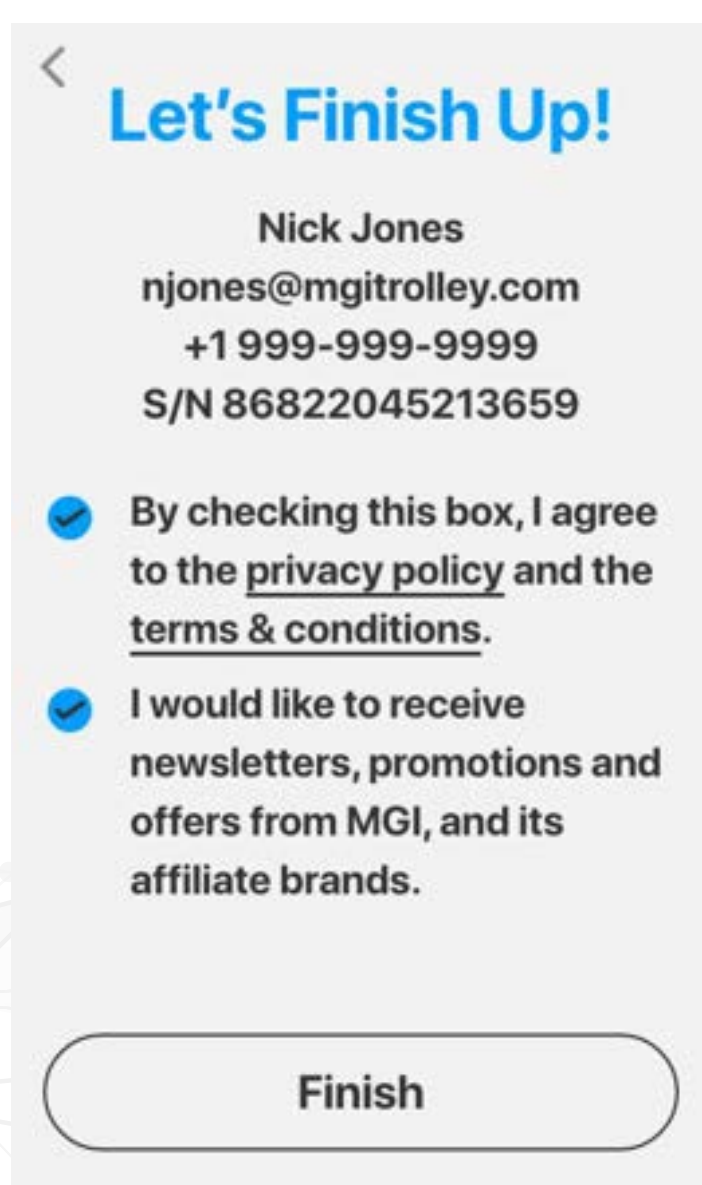 Let's Finish Up!
Nick Jones
njones@mgitrolley.com
+1 999-999-9999
S/N 86822045213659
By checking this box, I agree
to the privacy policy and the
terms & conditions.
I would like to receive
newsletters, promotions and
offers from MGI, and its
affiliate brands.
Finish